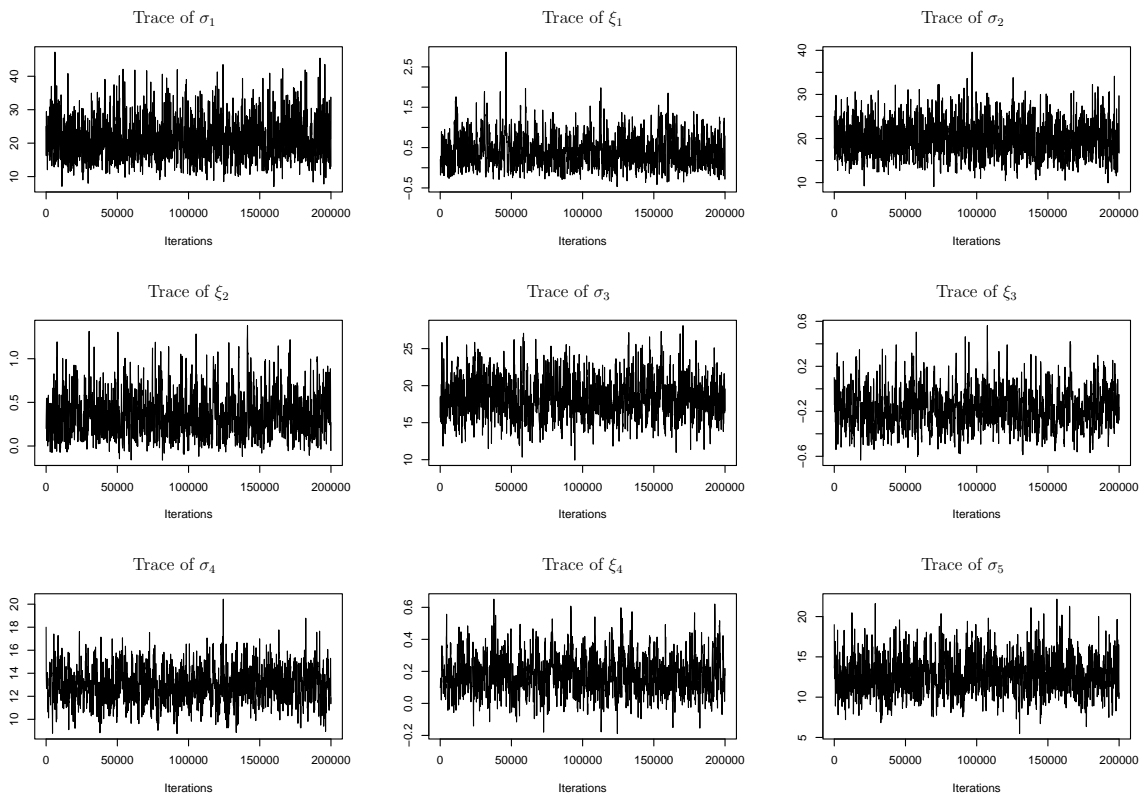 Trace of σ₁ Trace of ξ₁ Trace of σ₂
10 20 30 40
−0.5 0.5 1.5 2.5
10 20 30 40
0 50000 100000 150000 200000 0 50000 100000 150000 200000 0 50000 100000 150000 200000
Iterations Iterations Iterations
Trace of ξ₂ Trace of σ₃ Trace of ξ₃
0.0 0.5 1.0
10 15 20 25
−0.6 −0.2 0.2 0.6
0 50000 100000 150000 200000 0 50000 100000 150000 200000 0 50000 100000 150000 200000
Iterations Iterations Iterations
Trace of σ₄ Trace of ξ₄ Trace of σ₅
10 12 14 16 18 20
−0.2 0.0 0.2 0.4 0.6
5 10 15 20
0 50000 100000 150000 200000 0 50000 100000 150000 200000 0 50000 100000 150000 200000
Iterations Iterations Iterations